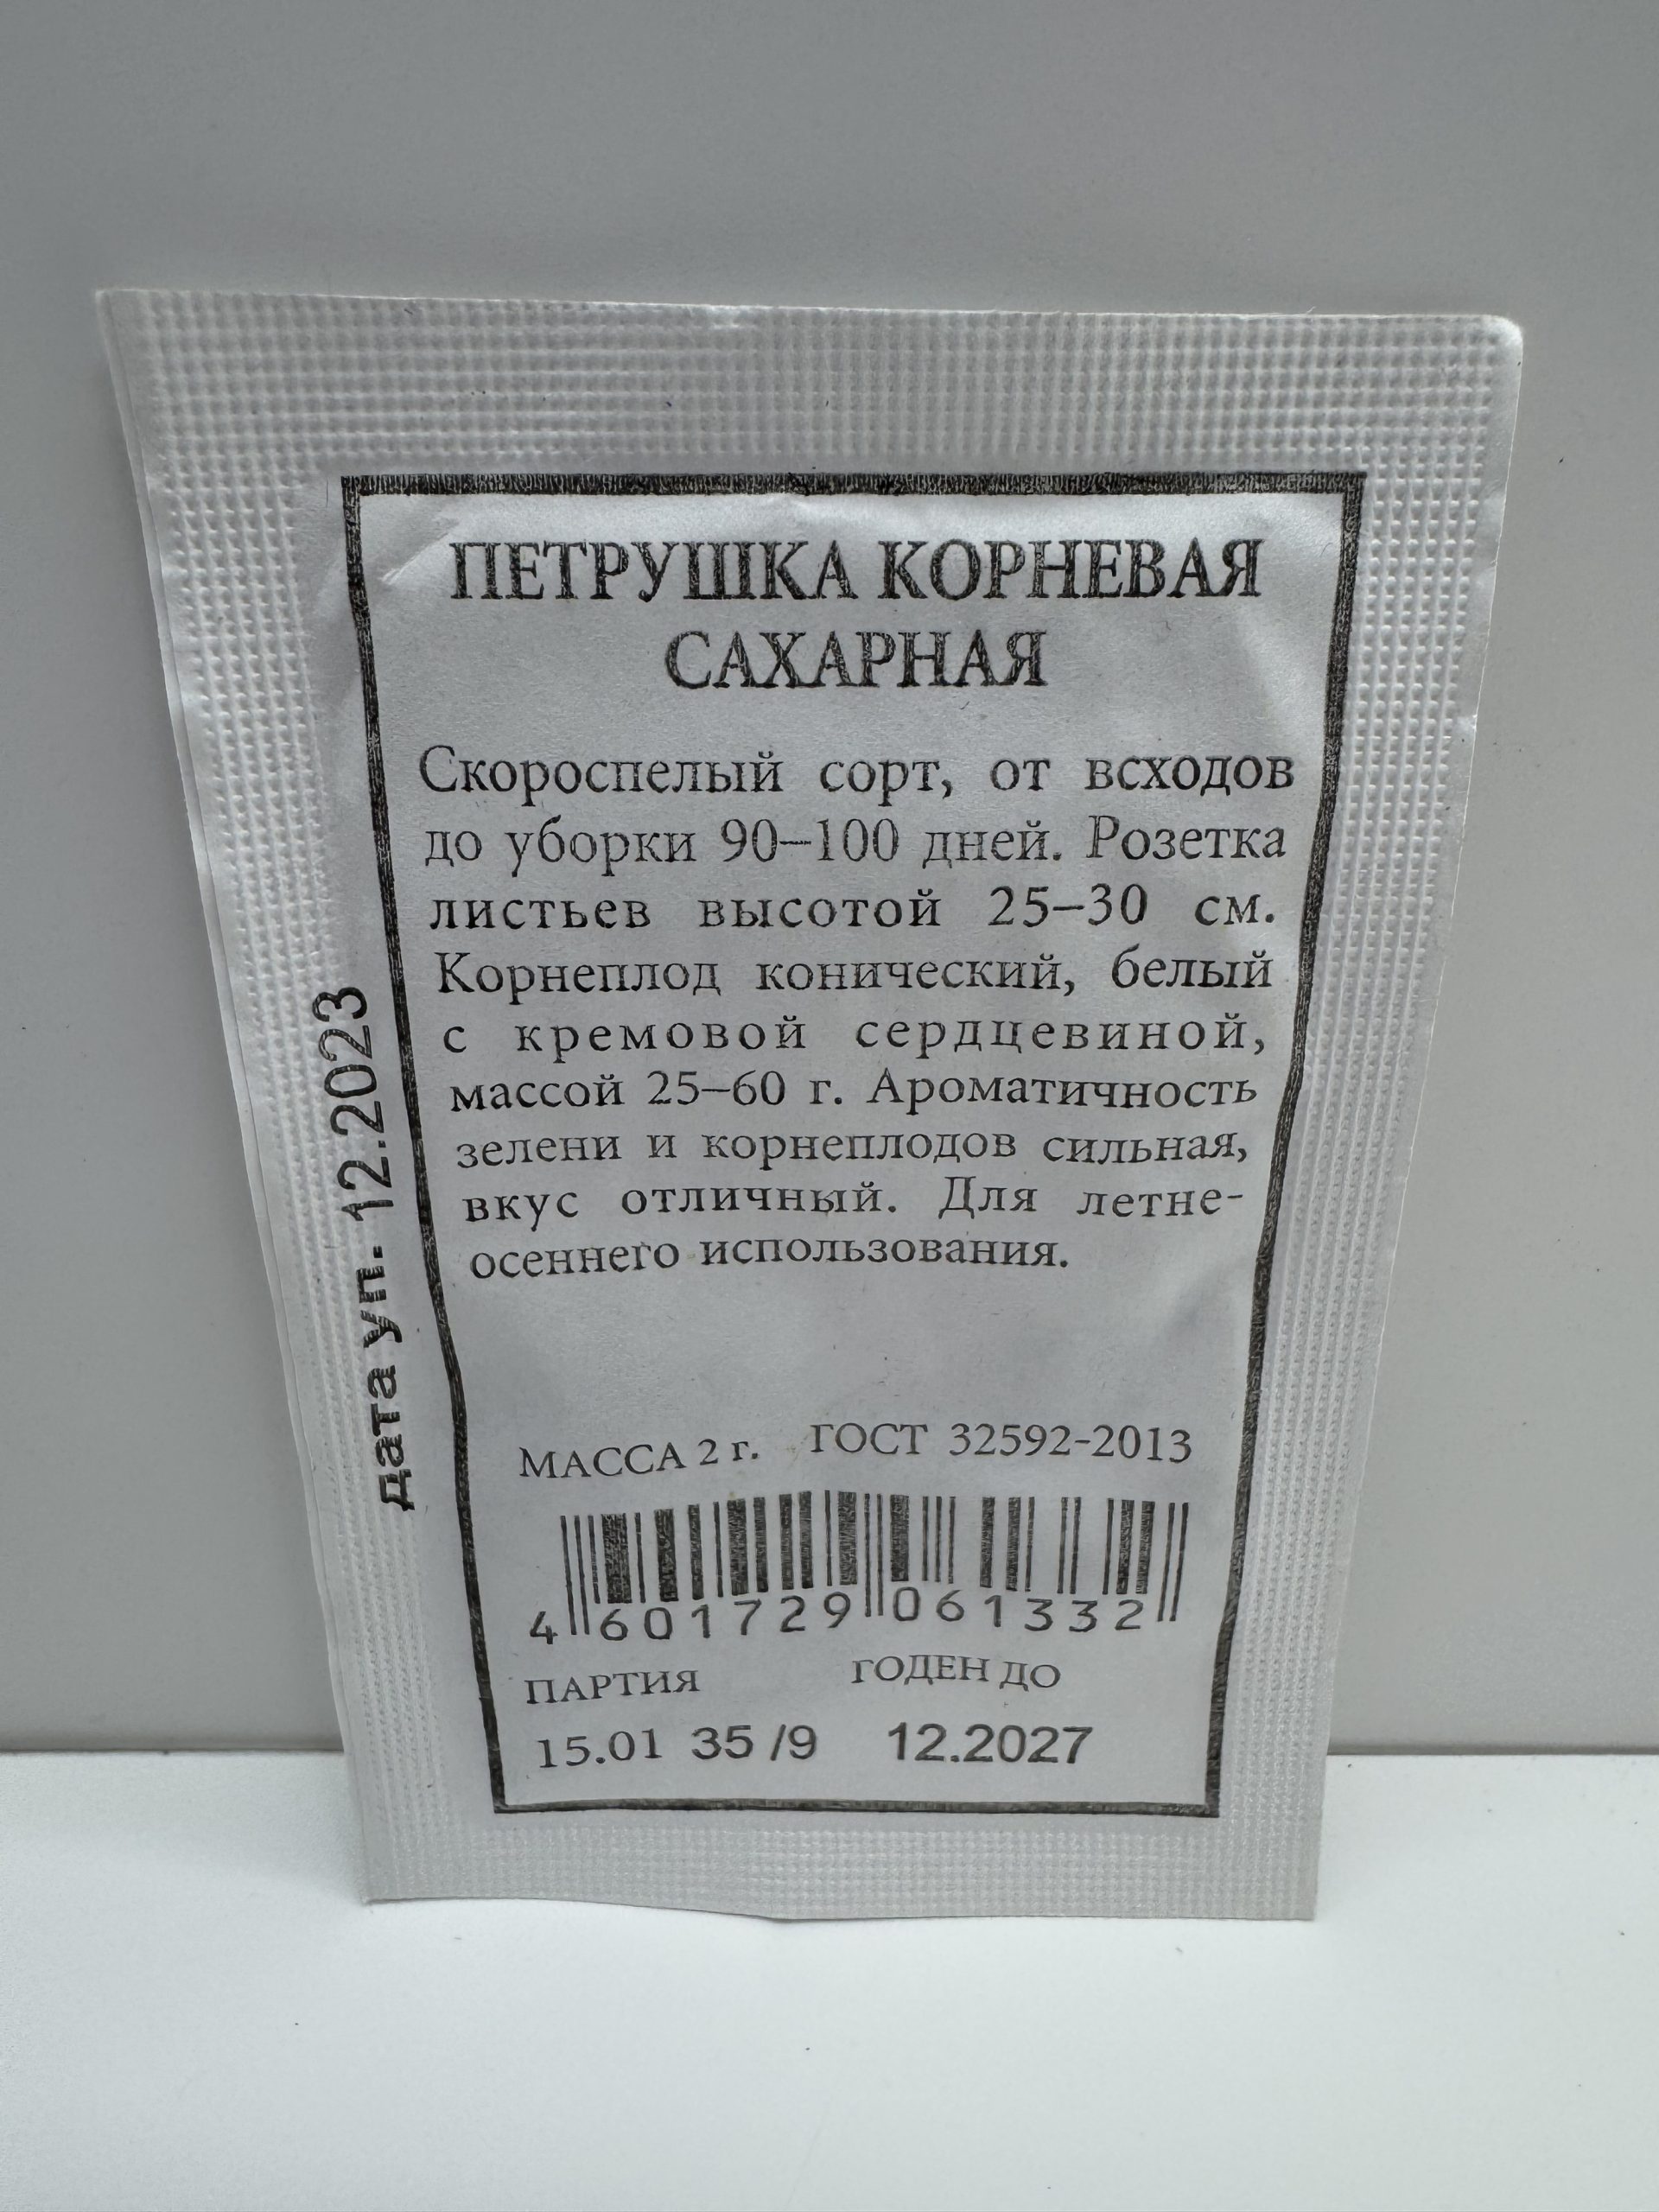 ПЕТРУШКА КОРНЕВАЯ
САХАРНАЯ
Скороспелый сорт, от всходов
до уборки 90–100 дней. Розетка
листьев высотой 25–30 см.
Корнеплод конический, белый
с кремовой сердцевиной,
массой 25–60 г. Ароматичность
зелени и корнеплодов сильная,
вкус отличный. Для летне-
осеннего использования.
дата уп. 12.2023
МАССА 2 г. ГОСТ 32592-2013
4 601729 061332
ПАРТИЯ ГОДЕН ДО
15.01 35 /9 12.2027